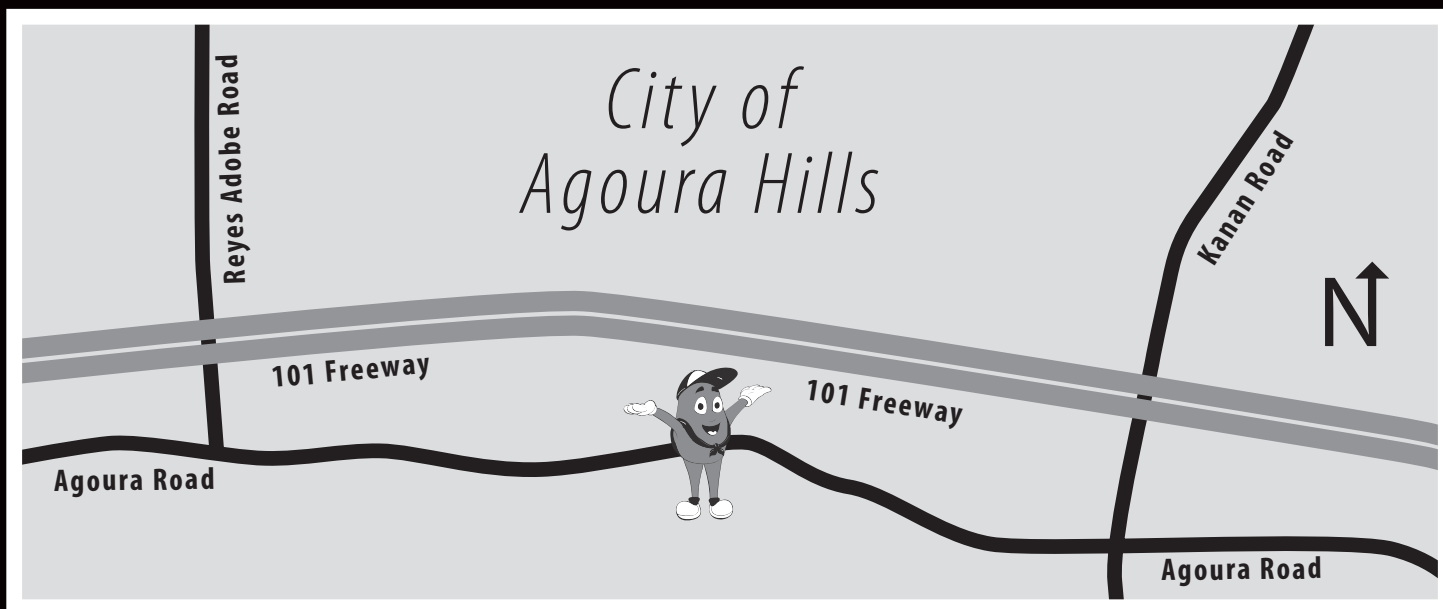 City of
Agoura Hills
Reyes Adobe Road
Kanan Road
N
101 Freeway
101 Freeway
Agoura Road
Agoura Road